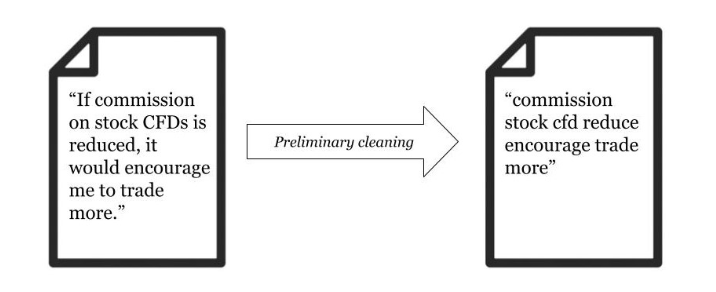 “If commission
on stock CFDs is
reduced, it
would encourage
me to trade
more.”
Preliminary cleaning
“commission
stock cfd reduce
encourage trade
more”